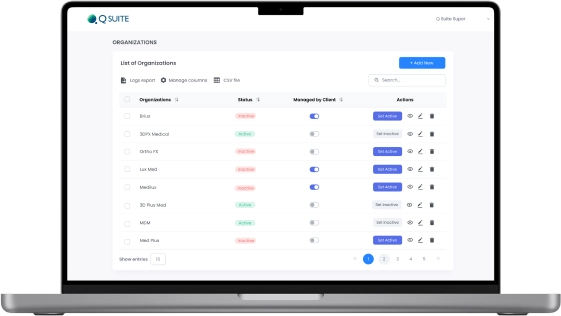 Q SUITE
Q Suite Super
ORGANIZATIONS
List of Organizations
+ Add New
Logs export Manage columns CSV file Search...
Organizations Status Managed by Client Actions
Inactive Set Active
3DPX Medical Active Set Inactive
Ortho FX Inactive Set Active
Lux Med Inactive Set Active
Medilux Inactive Set Active
3D Plus Med Active Set Inactive
MDM Active Set Inactive
Med Plus Inactive Set Active
Show entries 1 2 3 4 5